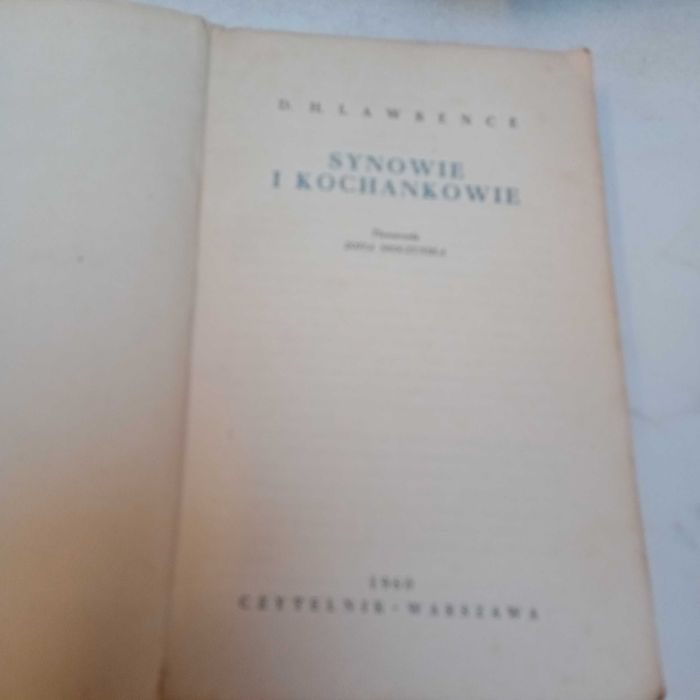 D. H. LAWRENCE
SYNOWIE
I KOCHANKOWIE
1960
CZYTELNIK · WARSZAWA